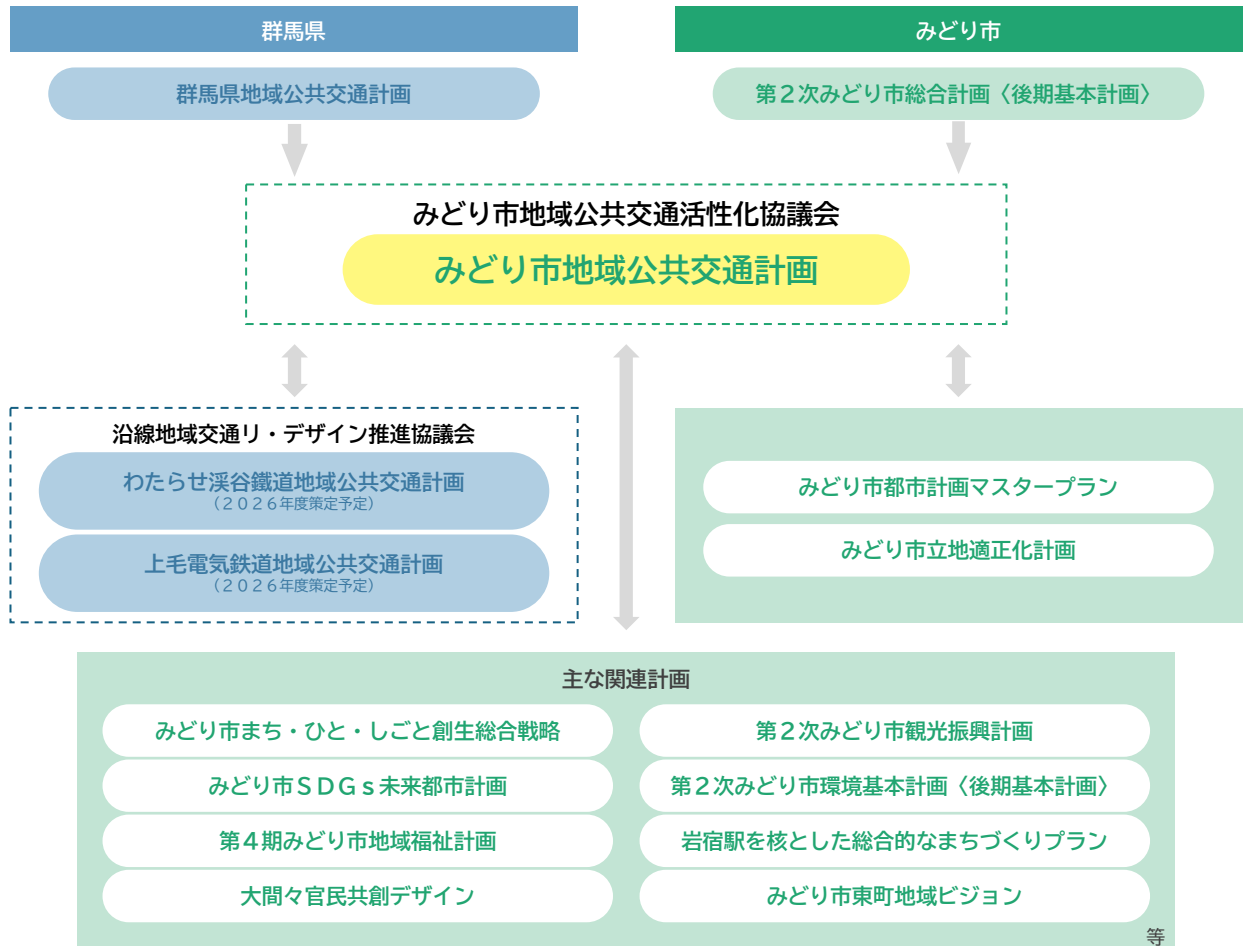 群馬県
みどり市
群馬県地域公共交通計画
第２次みどり市総合計画〈後期基本計画〉
みどり市地域公共交通活性化協議会
みどり市地域公共交通計画
沿線地域交通リ・デザイン推進協議会
わたらせ渓谷鐵道地域公共交通計画
（２０２６年度策定予定）
上毛電気鉄道地域公共交通計画
（２０２６年度策定予定）
みどり市都市計画マスタープラン
みどり市立地適正化計画
主な関連計画
みどり市まち・ひと・しごと創生総合戦略
第２次みどり市観光振興計画
みどり市ＳＤＧｓ未来都市計画
第２次みどり市環境基本計画〈後期基本計画〉
第４期みどり市地域福祉計画
岩宿駅を核とした総合的なまちづくりプラン
大間々官民共創デザイン
みどり市東町地域ビジョン
等